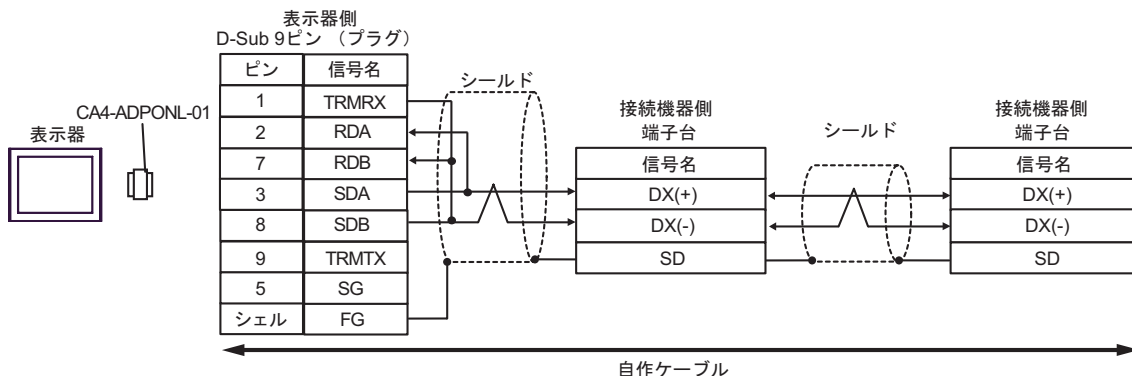 表示器側
D-Sub 9ピン （プラグ）
ピン 信号名
1 TRMRX
2 RDA
7 RDB
3 SDA
8 SDB
9 TRMTX
5 SG
シェル FG
CA4-ADPONL-01
表示器
シールド
接続機器側
端子台
信号名
DX(+)
DX(-)
SD
シールド
接続機器側
端子台
信号名
DX(+)
DX(-)
SD
自作ケーブル